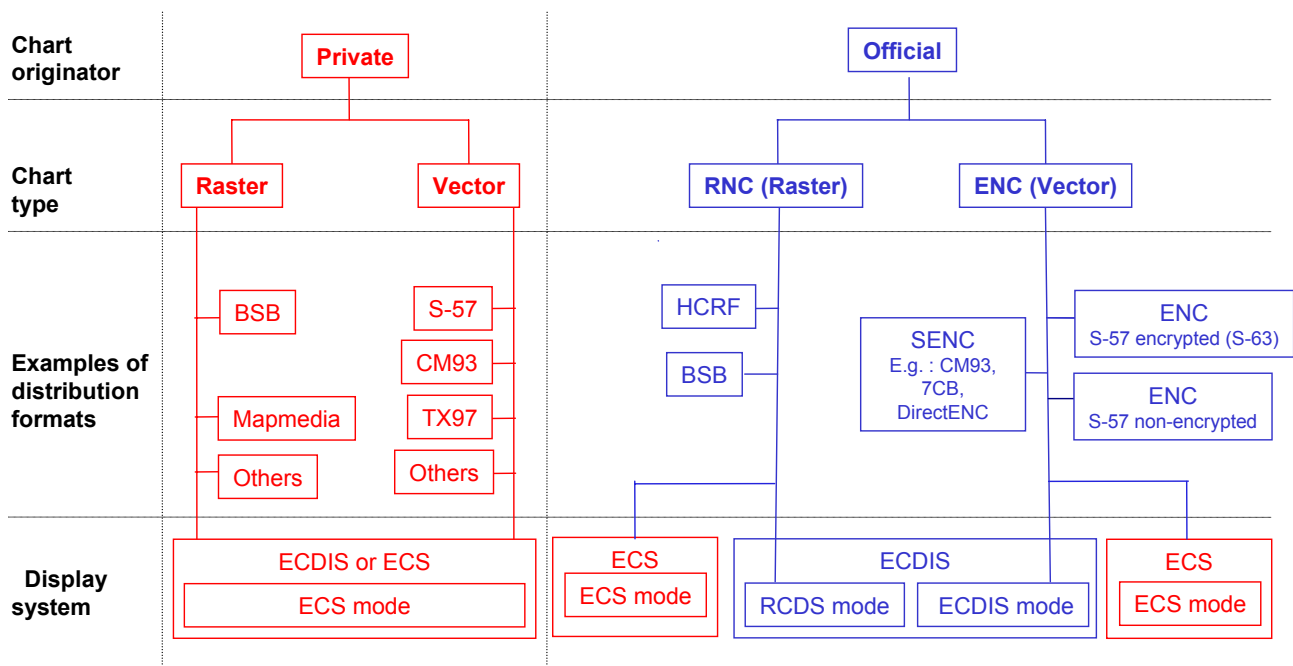 Chart
originator
Private
Official
Chart
type
Raster
Vector
RNC (Raster)
ENC (Vector)
Examples of
distribution
formats
BSB
Mapmedia
Others
S-57
CM93
TX97
Others
HCRF
BSB
SENC
E.g. : CM93,
7CB,
DirectENC
ENC
S-57 encrypted (S-63)
ENC
S-57 non-encrypted
Display
system
ECDIS or ECS
ECS mode
ECS
ECS mode
ECDIS
RCDS mode
ECDIS mode
ECS
ECS mode